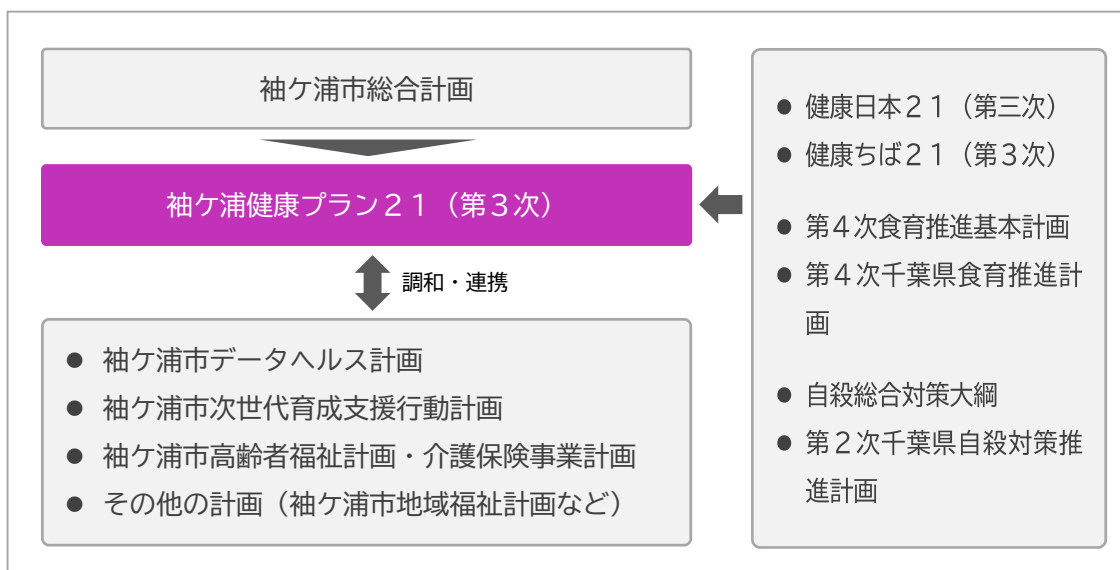 袖ケ浦市総合計画
袖ケ浦健康プラン２１（第３次）
調和・連携
● 袖ケ浦市データヘルス計画
● 袖ケ浦市次世代育成支援行動計画
● 袖ケ浦市高齢者福祉計画・介護保険事業計画
● その他の計画（袖ケ浦市地域福祉計画など）
● 健康日本２１（第三次）
● 健康ちば２１（第３次）
● 第４次食育推進基本計画
● 第４次千葉県食育推進計
画
● 自殺総合対策大綱
● 第２次千葉県自殺対策推
進計画